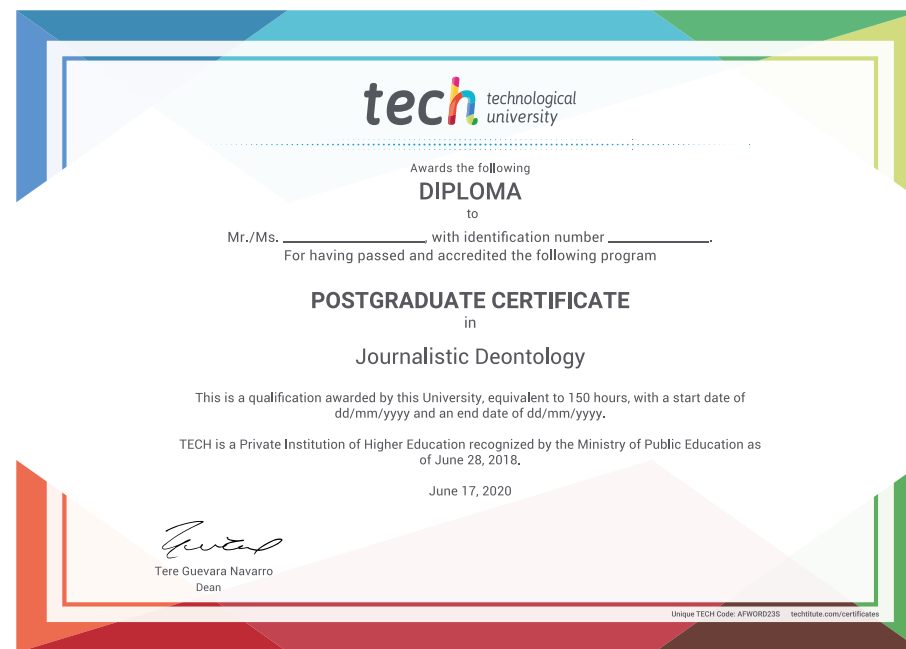 tech technological
university
Awards the following
DIPLOMA
to
Mr./Ms. ____________________, with identification number ______________.
For having passed and accredited the following program
POSTGRADUATE CERTIFICATE
in
Journalistic Deontology
This is a qualification awarded by this University, equivalent to 150 hours, with a start date of
dd/mm/yyyy and an end date of dd/mm/yyyy.
TECH is a Private Institution of Higher Education recognized by the Ministry of Public Education as
of June 28, 2018.
June 17, 2020
Tere Guevara Navarro
Dean
Unique TECH Code: AFWORD23S techtitute.com/certificates